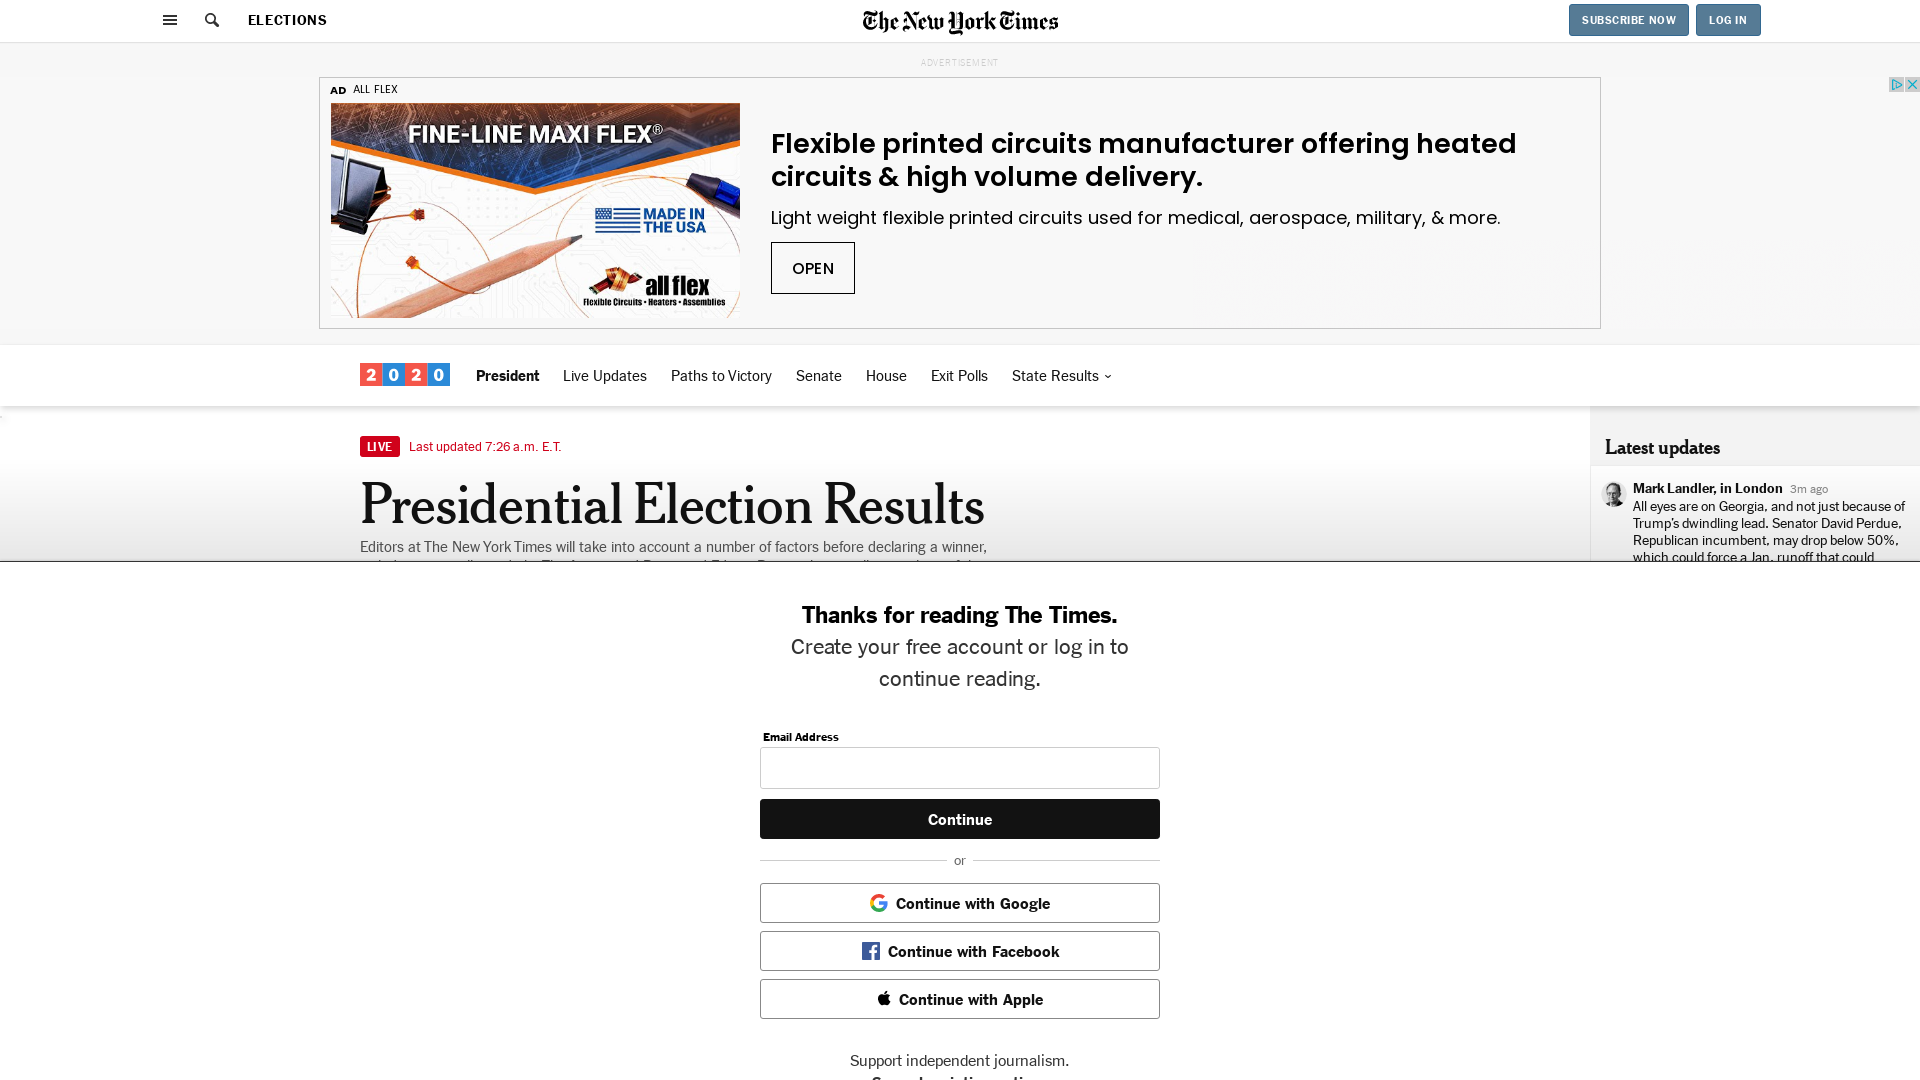 ELECTIONS
The New York Times
SUBSCRIBE NOW
LOG IN
ADVERTISEMENT
AD ALL FLEX
FINE-LINE MAXI FLEX®
MADE IN
THE USA
all flex
Flexible Circuits • Heaters • Assemblies
Flexible printed circuits manufacturer offering heated
circuits & high volume delivery.
Light weight flexible printed circuits used for medical, aerospace, military, & more.
OPEN
2020
President
Live Updates
Paths to Victory
Senate
House
Exit Polls
State Results
LIVE Last updated 7:26 a.m. E.T.
Presidential Election Results
Editors at The New York Times will take into account a number of factors before declaring a winner,
Latest updates
Mark Landler, in London 3m ago
All eyes are on Georgia, and not just because of
Trump's dwindling lead. Senator David Perdue,
Republican incumbent, may drop below 50%,
which could force a Jan. runoff that could
Thanks for reading The Times.
Create your free account or log in to
continue reading.
Email Address
Continue
or
Continue with Google
Continue with Facebook
Continue with Apple
Support independent journalism.